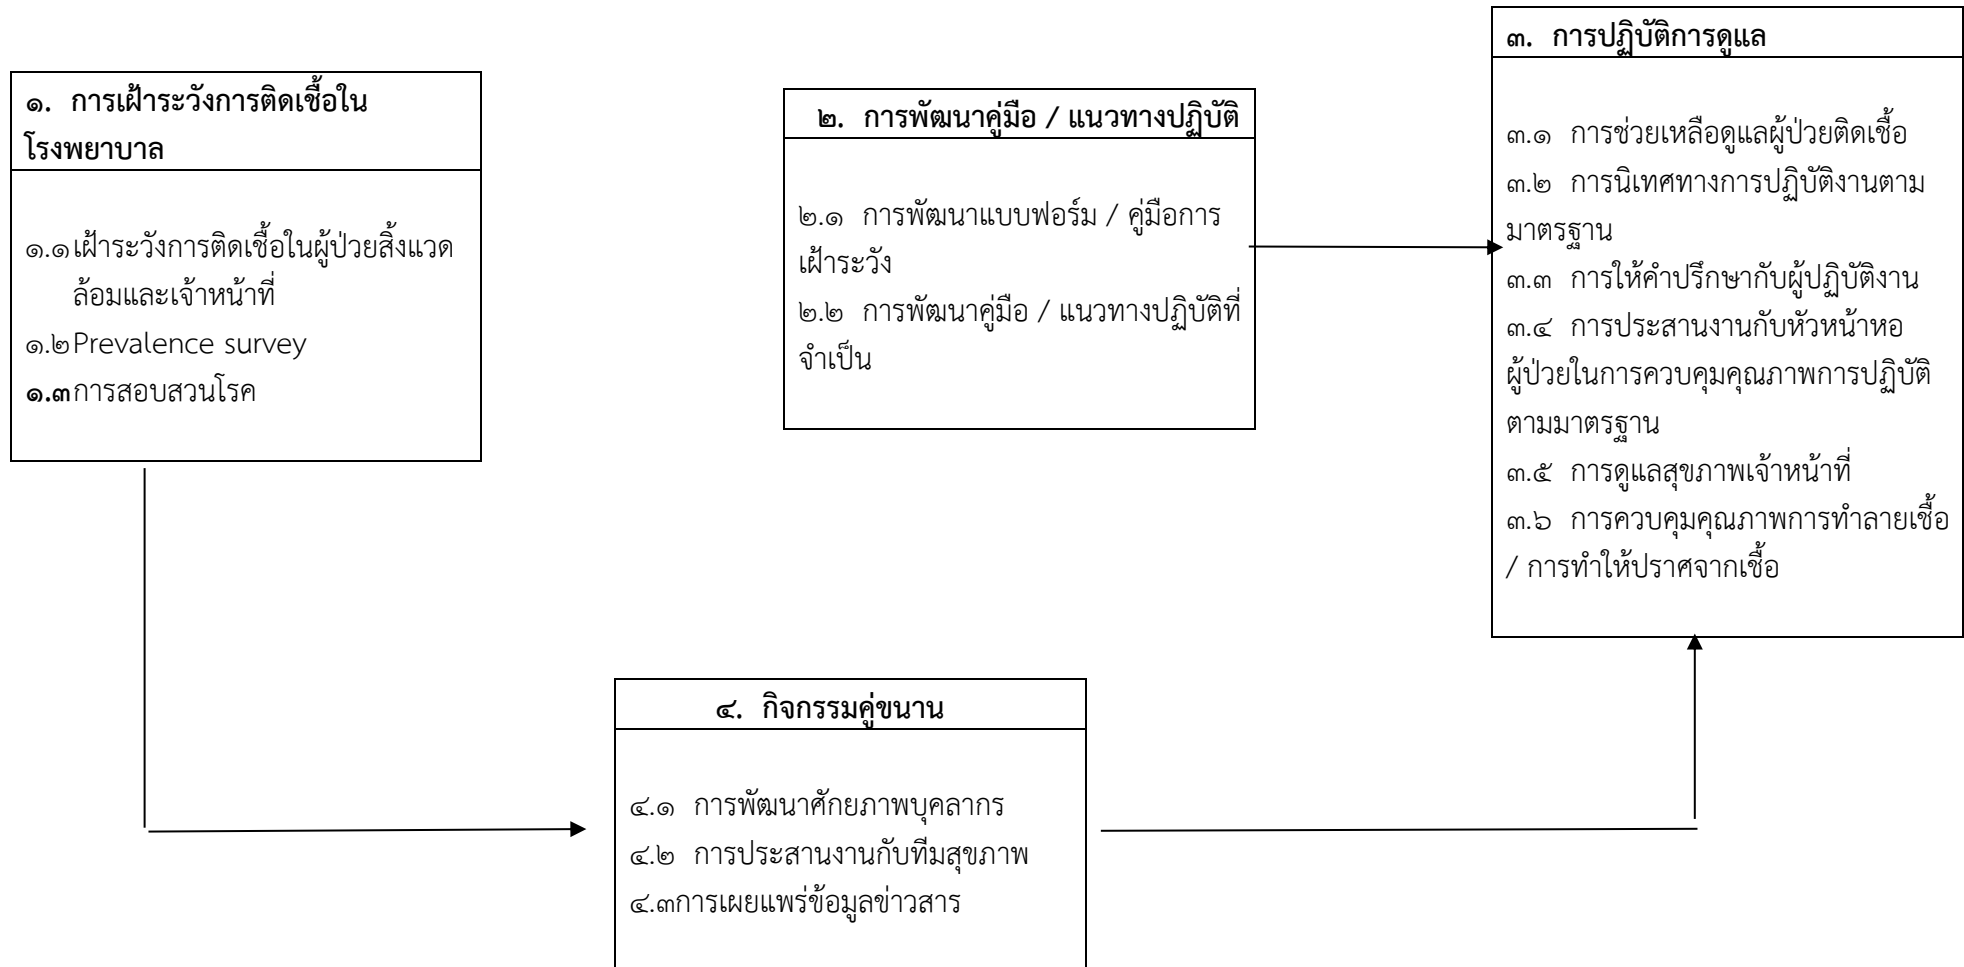 ๑. การเฝ้าระวังการติดเชื้อใน
โรงพยาบาล
๑.๑เฝ้าระวังการติดเชื้อในผู้ป่วยสิ้งแวด
ล้อมและเจ้าหน้าที่
๑.๒Prevalence survey
๑.๓การสอบสวนโรค
๒. การพัฒนาคู่มือ / แนวทางปฏิบัติ
๒.๑ การพัฒนาแบบฟอร์ม / คู่มือการ
เฝ้าระวัง
๒.๒ การพัฒนาคู่มือ / แนวทางปฏิบัติที่
จำเป็น
๓. การปฏิบัติการดูแล
๓.๑ การช่วยเหลือดูแลผู้ป่วยติดเชื้อ
๓.๒ การนิเทศทางการปฏิบัติงานตาม
มาตรฐาน
๓.๓ การให้คำปรึกษากับผู้ปฏิบัติงาน
๓.๔ การประสานงานกับหัวหน้าหอ
ผู้ป่วยในการควบคุมคุณภาพการปฏิบัติ
ตามมาตรฐาน
๓.๕ การดูแลสุขภาพเจ้าหน้าที่
๓.๖ การควบคุมคุณภาพการทำลายเชื้อ
/ การทำให้ปราศจากเชื้อ
๔. กิจกรรมคู่ขนาน
๔.๑ การพัฒนาศักยภาพบุคลากร
๔.๒ การประสานงานกับทีมสุขภาพ
๔.๓การเผยแพร่ข้อมูลข่าวสาร